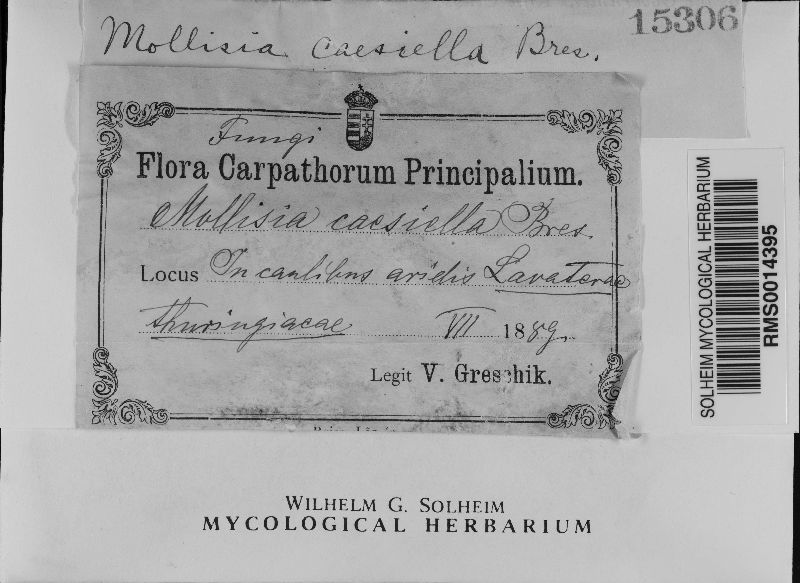 15306
Mollisia caesiella Bres.
Fungi
Flora Carpathorum Principalium.
Mollisia caesiella Bres.
Locus In caulibus aridis Lavaterae
thuringiacae VII 1889.
Legit V. Greschik.
SOLHEIM MYCOLOGICAL HERBARIUM
RMS0014395
WILHELM G. SOLHEIM
MYCOLOGICAL HERBARIUM